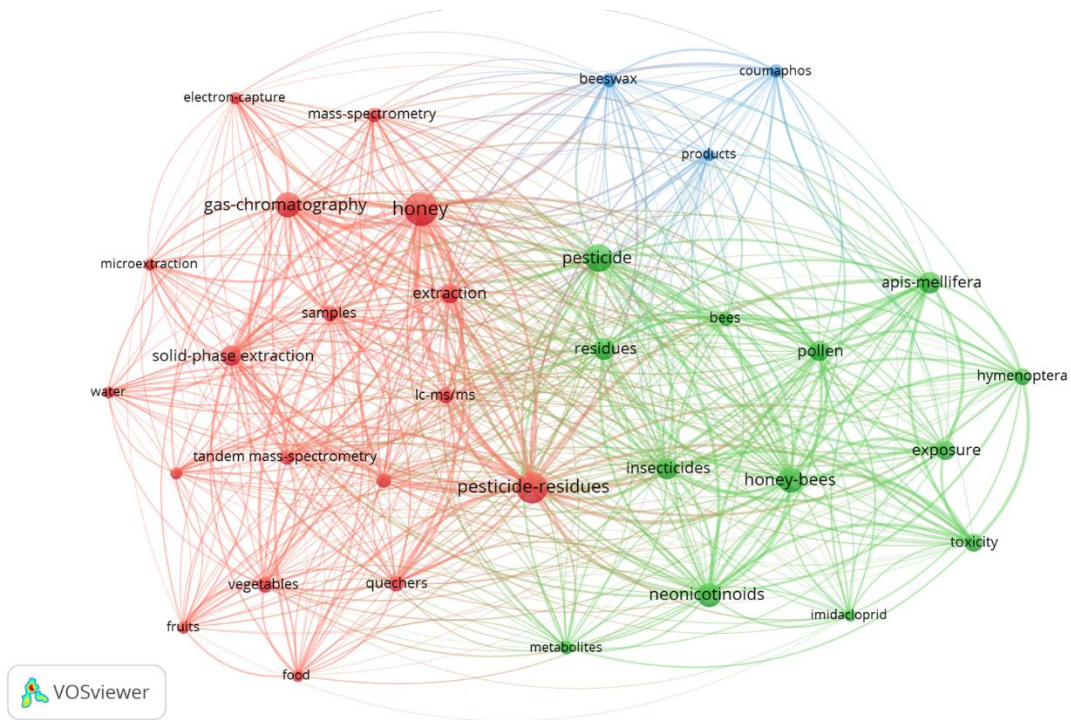 coumaphos
beeswax
electron-capture
mass-spectrometry
products
gas-chromatography
honey
pesticide
microextraction
apis-mellifera
extraction
samples
bees
residues
pollen
solid-phase extraction
hymenoptera
water
lc-ms/ms
exposure
tandem mass-spectrometry
insecticides
honey-bees
pesticide-residues
toxicity
vegetables
quechers
neonicotinoids
imidacloprid
fruits
metabolites
food
VOSviewer